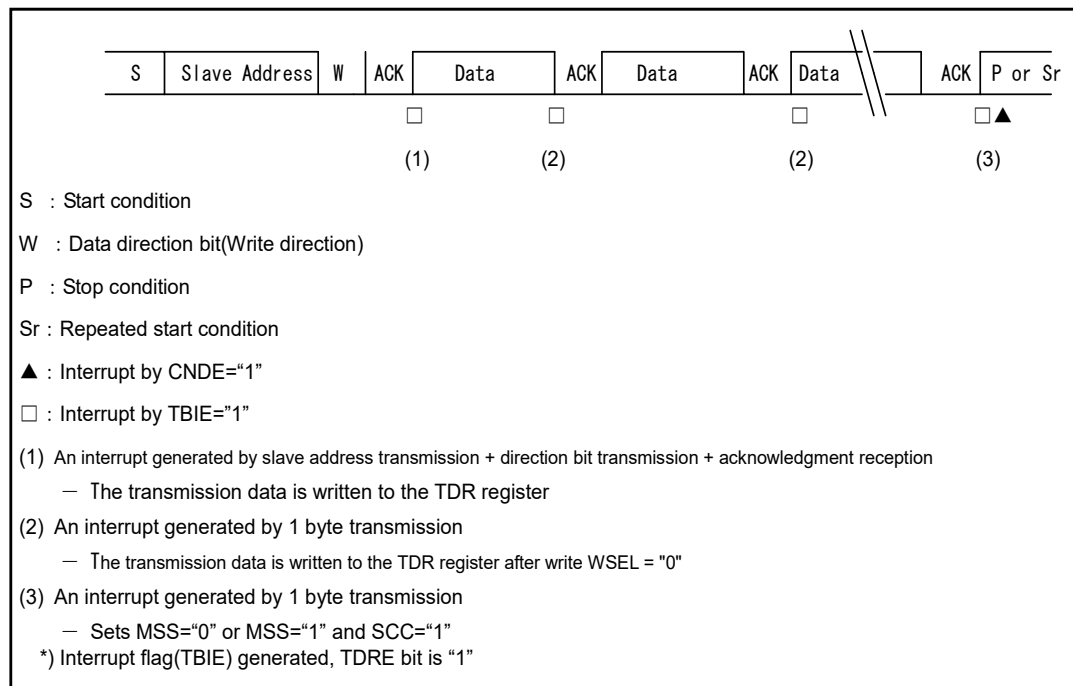 S Slave Address W ACK Data ACK Data ACK Data ACK P or Sr
□ □ □ □▲
(1) (2) (2) (3)
S : Start condition
W : Data direction bit(Write direction)
P : Stop condition
Sr : Repeated start condition
▲ : Interrupt by CNDE=“1”
□ : Interrupt by TBIE=”1”
(1) An interrupt generated by slave address transmission + direction bit transmission + acknowledgment reception
－ The transmission data is written to the TDR register
(2) An interrupt generated by 1 byte transmission
－ The transmission data is written to the TDR register after write WSEL = "0"
(3) An interrupt generated by 1 byte transmission
－ Sets MSS=“0” or MSS=“1” and SCC=“1”
*) Interrupt flag(TBIE) generated, TDRE bit is “1”